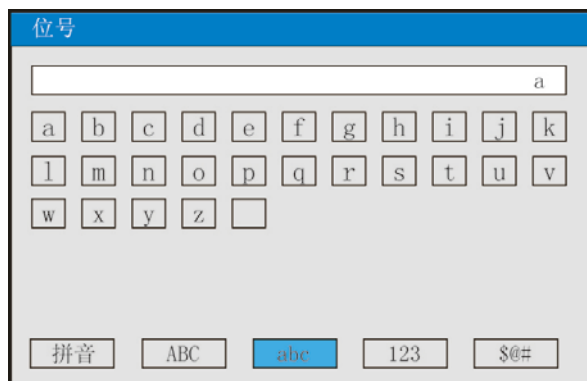 位号
a
a b c d e f g h i j k
l m n o p q r s t u v
w x y z
拼音 ABC abc 123 $@#